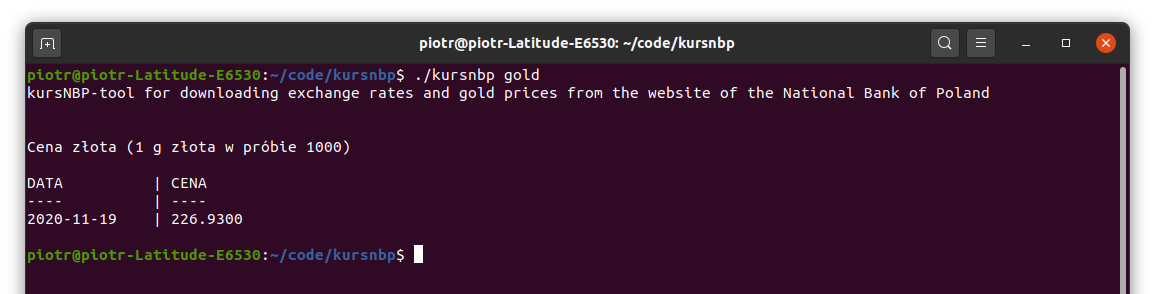 piotr@piotr-Latitude-E6530: ~/code/kursnbp
piotr@piotr-Latitude-E6530:~/code/kursnbp$ ./kursnbp gold
kursNBP-tool for downloading exchange rates and gold prices from the website of the National Bank of Poland
Cena złota (1 g złota w próbie 1000)
DATA          | CENA
----          | ----
2020-11-19    | 226.9300
piotr@piotr-Latitude-E6530:~/code/kursnbp$